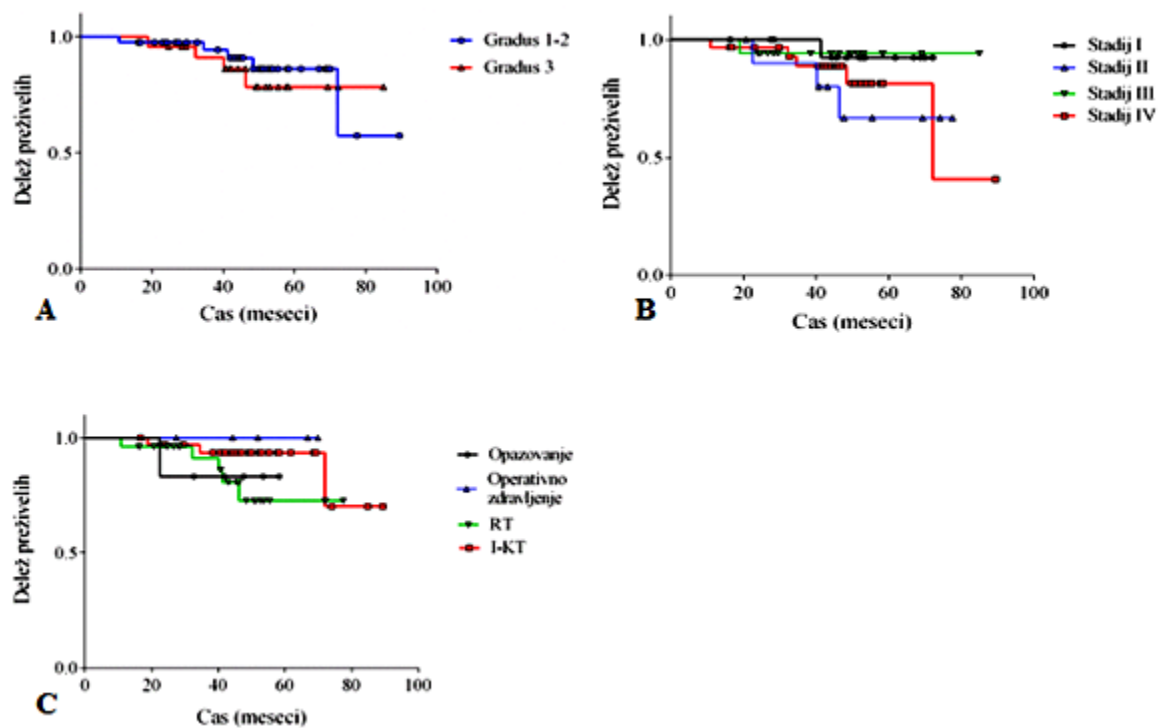 1.0
0.5
0.0
Delež preživelih
0
20
40
60
80
100
Cas (meseci)
Gradus 1-2
Gradus 3
A
1.0
0.5
0.0
Delež preživelih
0
20
40
60
80
100
Cas (meseci)
Stadij I
Stadij II
Stadij III
Stadij IV
B
1.0
0.5
0.0
Delež preživelih
0
20
40
60
80
100
Cas (meseci)
Opazovanje
Operativno
zdravljenje
RT
I-KT
C